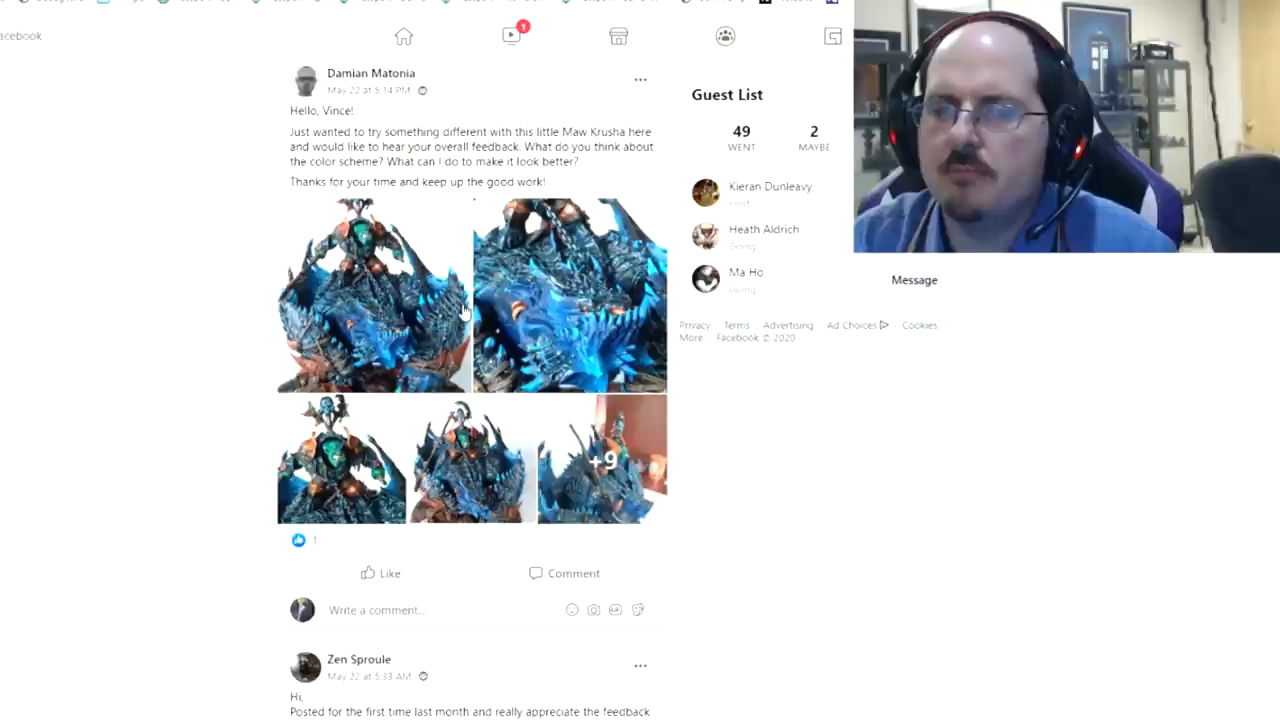 acebook
1
Damian Matonia
May 22 at 5:14 PM
Hello, Vince!
Just wanted to try something different with this little Maw Krusha here
and would like to hear your overall feedback. What do you think about
the color scheme? What can I do to make it look better?
Thanks for your time and keep up the good work!
+9
1
Like
Comment
Write a comment...
Zen Sproule
May 22 at 5:33 AM
Hi,
Posted for the first time last month and really appreciate the feedback
Guest List
49
2
WENT
MAYBE
Kieran Dunleavy
Heath Aldrich
Going
Ma Ho
Going
Message
Privacy Terms Advertising Ad Choices Cookies
More Facebook © 2020